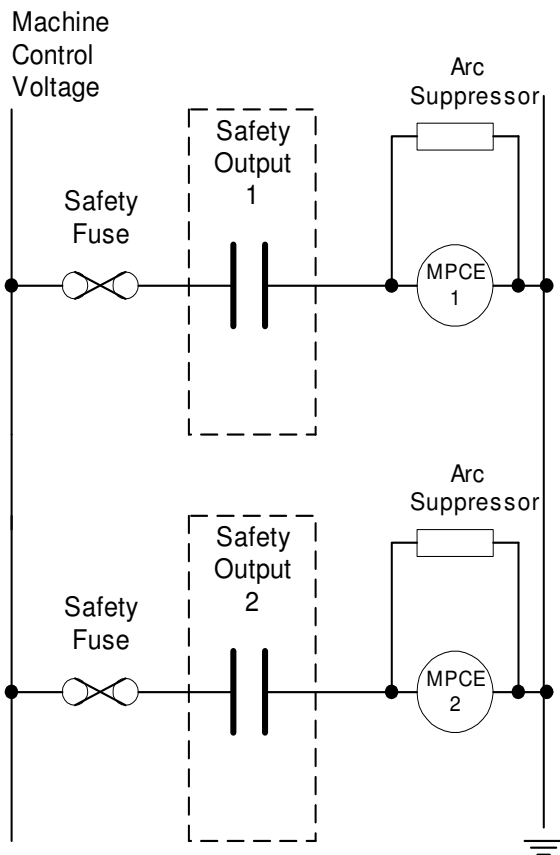 Machine
Control
Voltage
Arc
Suppressor
Safety
Output
1
Safety
Fuse
MPCE
1
Arc
Suppressor
Safety
Output
2
Safety
Fuse
MPCE
2